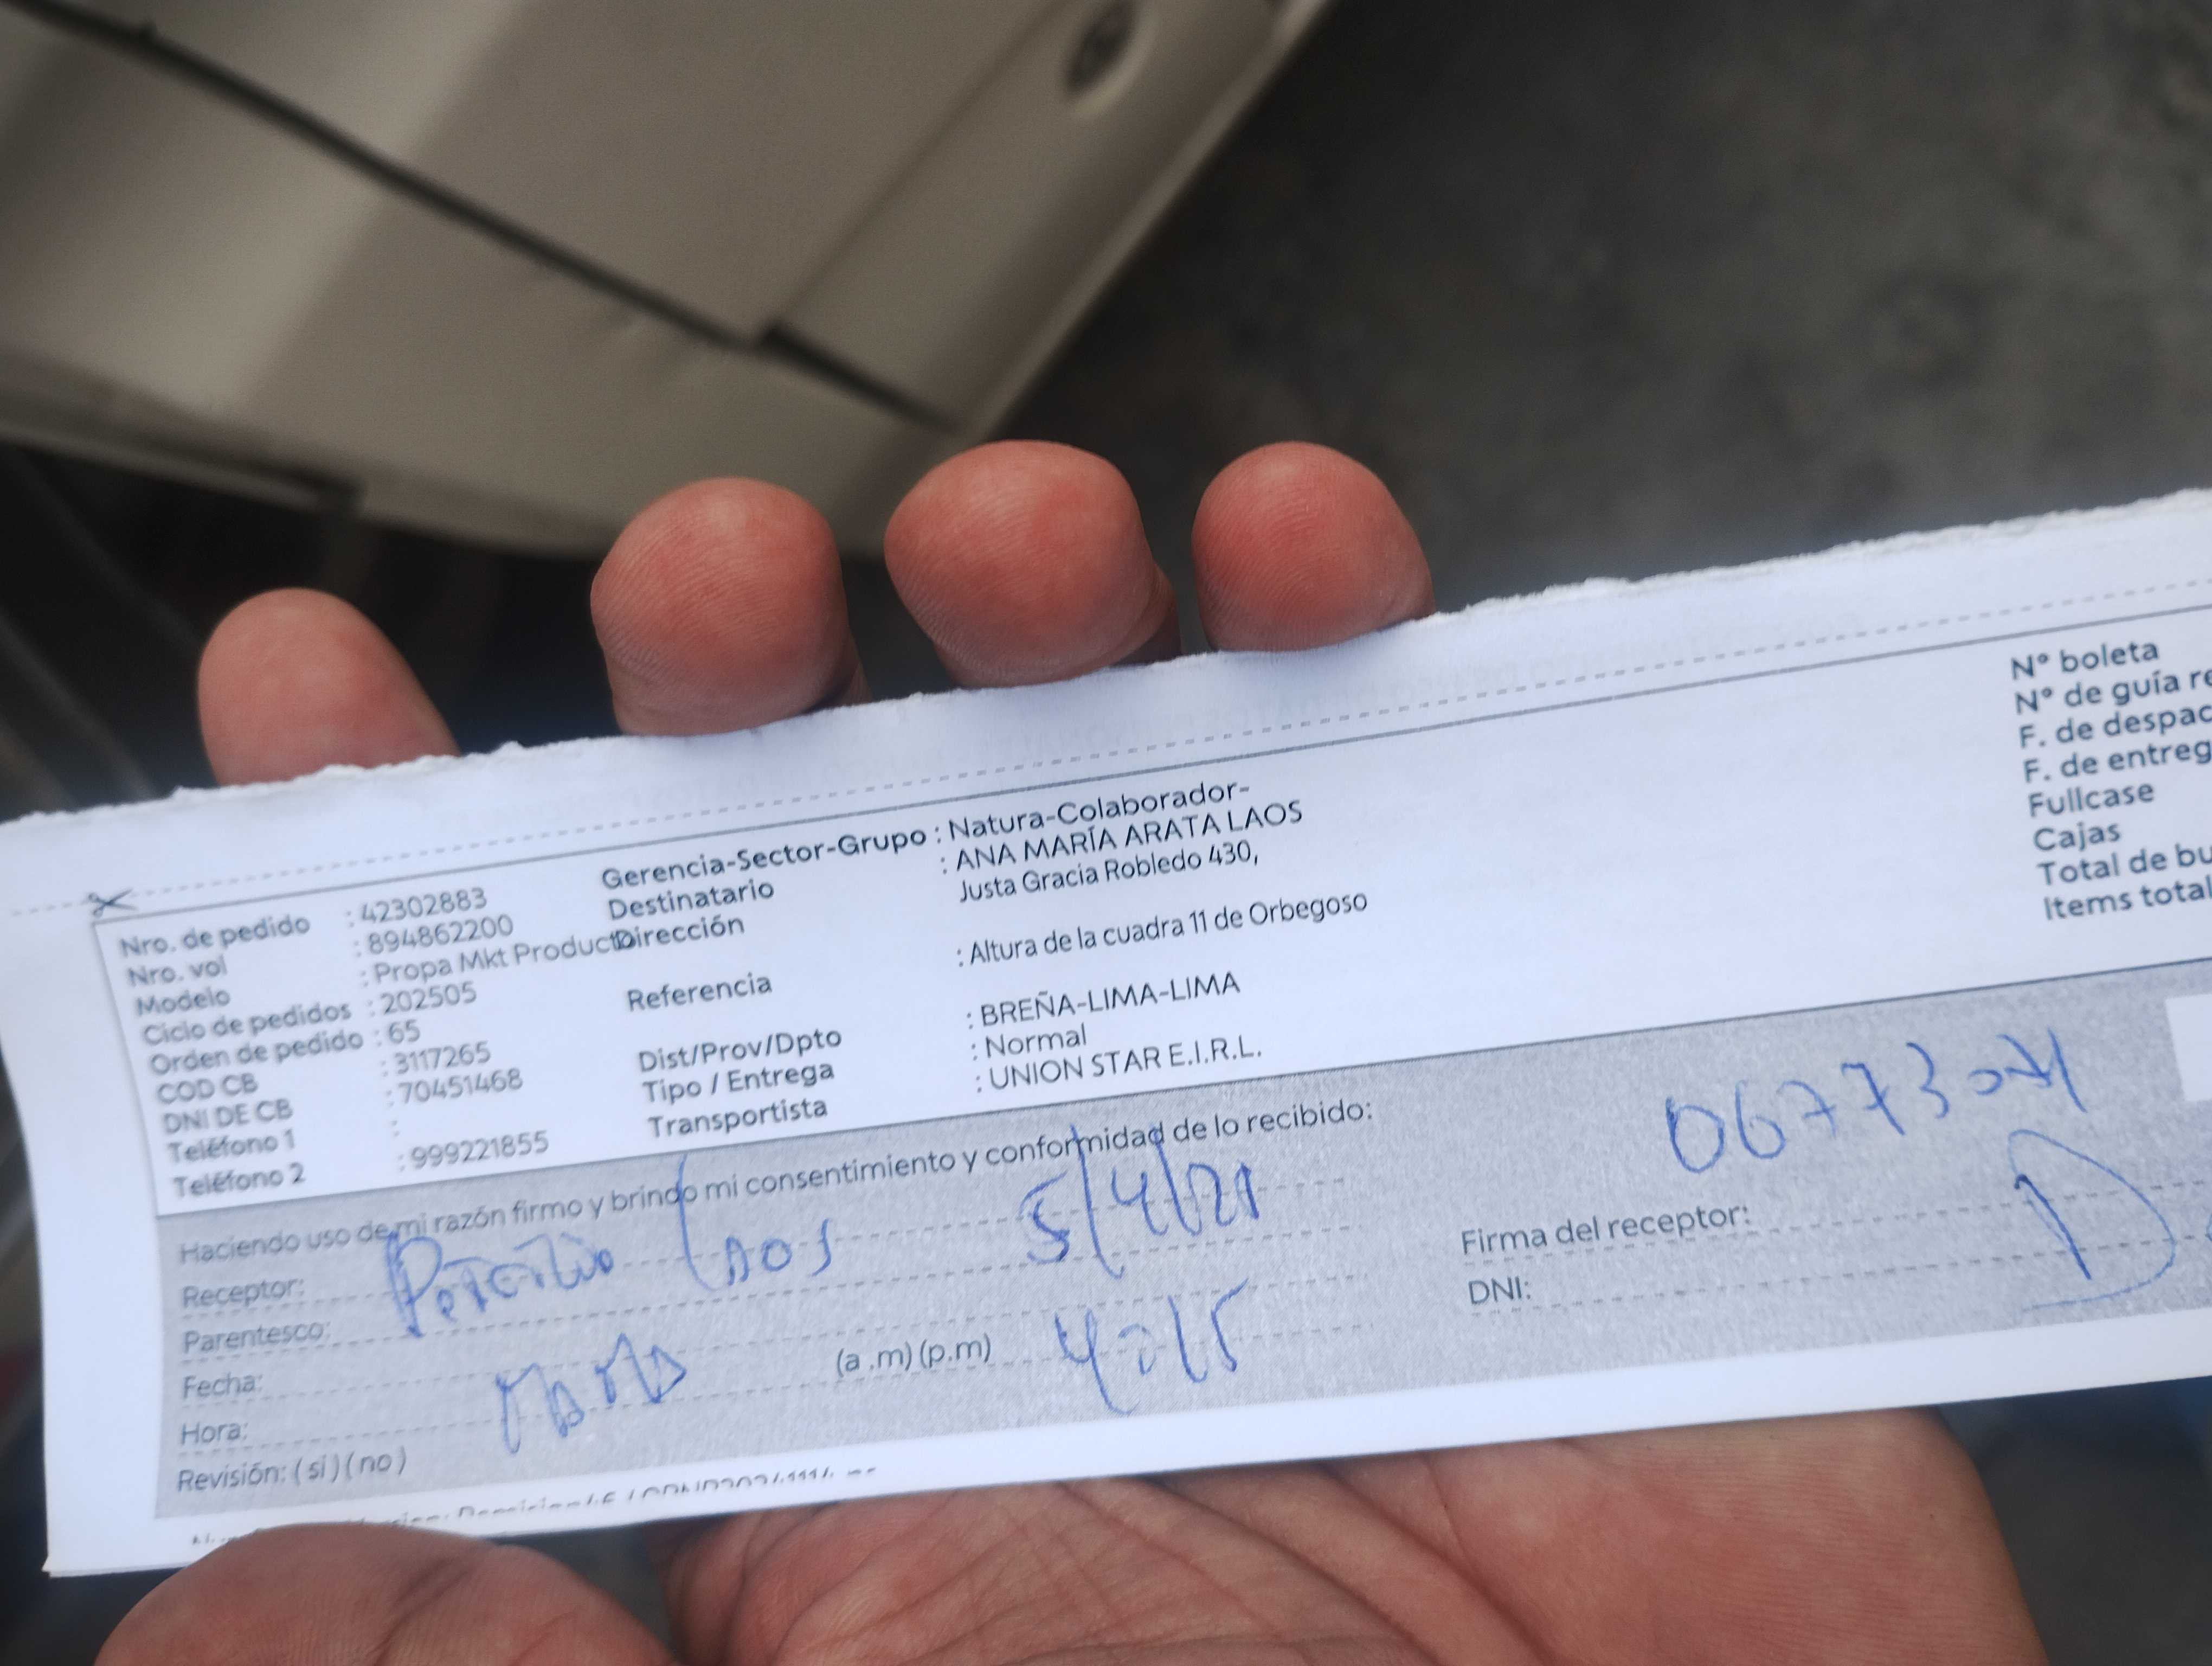 Nro. de pedido : 42302883
Nro. vol : 894862200
Modelo : Propa Mkt Producto
Ciclo de pedidos : 202505
Orden de pedido : 65
COD CB : 3117265
DNI DE CB : 70451468
Teléfono 1 :
Teléfono 2 : 999221855
Gerencia-Sector-Grupo : Natura-Colaborador-
Destinatario : ANA MARÍA ARATA LAOS
Dirección Justa Gracia Robledo 430,
Referencia : Altura de la cuadra 11 de Orbegoso
Dist/Prov/Dpto : BREÑA-LIMA-LIMA
Tipo / Entrega : Normal
Transportista : UNION STAR E.I.R.L.
N° boleta
N° de guía re
F. de despac
F. de entreg
Fullcase
Cajas
Total de bu
Items total
Haciendo uso de mi razón firmo y brindo mi consentimiento y conformidad de lo recibido:
Receptor: Laos
Parentesco:
Fecha:
Hora: (a .m) (p.m) 4:15
Revisión: ( si ) ( no )
Firma del receptor:
DNI: